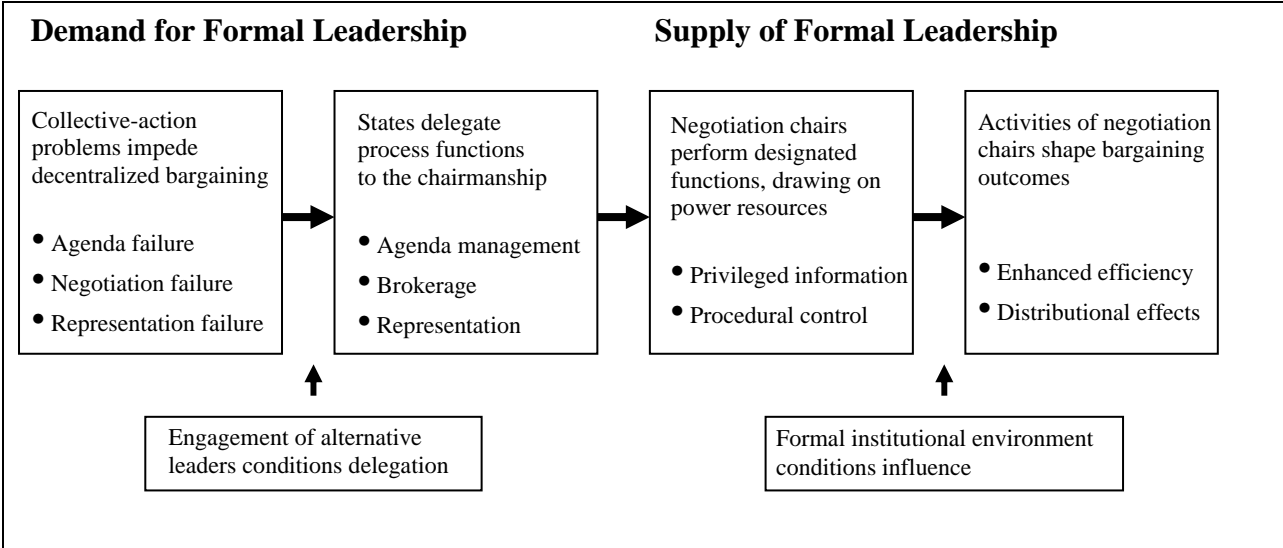 Demand for Formal Leadership
Supply of Formal Leadership
Collective-action
problems impede
decentralized bargaining
• Agenda failure
• Negotiation failure
• Representation failure
States delegate
process functions
to the chairmanship
• Agenda management
• Brokerage
• Representation
Negotiation chairs
perform designated
functions, drawing on
power resources
• Privileged information
• Procedural control
Activities of negotiation
chairs shape bargaining
outcomes
• Enhanced efficiency
• Distributional effects
Engagement of alternative
leaders conditions delegation
Formal institutional environment
conditions influence